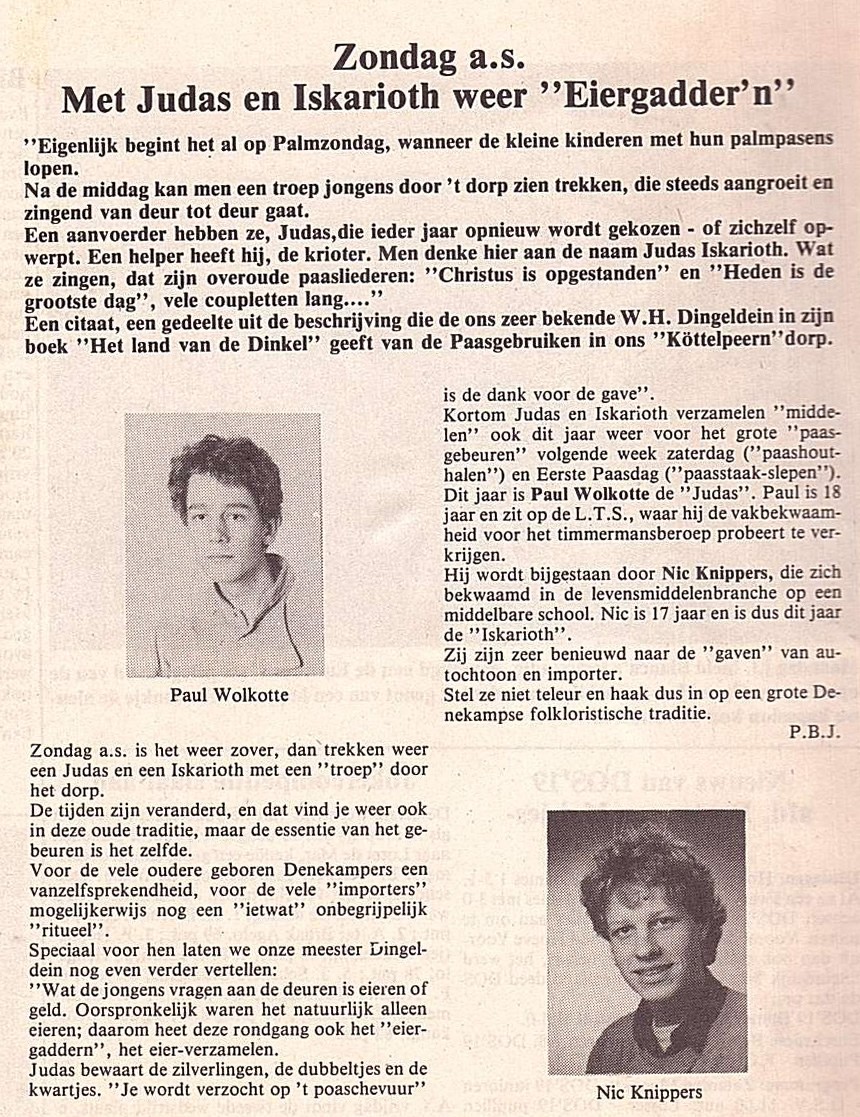 Zondag a.s.
Met Judas en Iskarioth weer ''Eiergadder'n''
''Eigenlijk begint het al op Palmzondag, wanneer de kleine kinderen met hun palmpasens
lopen.
Na de middag kan men een troep jongens door 't dorp zien trekken, die steeds aangroeit en
zingend van deur tot deur gaat.
Een aanvoerder hebben ze, Judas,die ieder jaar opnieuw wordt gekozen - of zichzelf op-
werpt. Een helper heeft hij, de krioter. Men denke hier aan de naam Judas Iskarioth. Wat
ze zingen, dat zijn overoude paasliederen: ''Christus is opgestanden'' en ''Heden is de
grootste dag'', vele coupletten lang....''
Een citaat, een gedeelte uit de beschrijving die de ons zeer bekende W.H. Dingeldein in zijn
boek ''Het land van de Dinkel'' geeft van de Paasgebruiken in ons ''Köttelpeern''dorp.
Paul Wolkotte
Zondag a.s. is het weer zover, dan trekken weer
een Judas en een Iskarioth met een ''troep'' door
het dorp.
De tijden zijn veranderd, en dat vind je weer ook
in deze oude traditie, maar de essentie van het ge-
beuren is het zelfde.
Voor de vele oudere geboren Denekampers een
vanzelfsprekendheid, voor de vele ''importers''
mogelijkerwijs nog een ''ietwat'' onbegrijpelijk
''ritueel''.
Speciaal voor hen laten we onze meester Dingel-
dein nog even verder vertellen:
''Wat de jongens vragen aan de deuren is eieren of
geld. Oorspronkelijk waren het natuurlijk alleen
eieren; daarom heet deze rondgang ook het ''eier-
gaddern'', het eier-verzamelen.
Judas bewaart de zilverlingen, de dubbeltjes en de
kwartjes. ''Je wordt verzocht op 't poaschevuur''
is de dank voor de gave''.
Kortom Judas en Iskarioth verzamelen ''midde-
len'' ook dit jaar weer voor het grote ''paas-
gebeuren'' volgende week zaterdag (''paashout-
halen'') en Eerste Paasdag (''paasstaak-slepen'').
Dit jaar is Paul Wolkotte de ''Judas''. Paul is 18
jaar en zit op de L.T.S., waar hij de vakbekwaam-
heid voor het timmermansberoep probeert te ver-
krijgen.
Hij wordt bijgestaan door Nic Knippers, die zich
bekwaamd in de levensmiddelenbranche op een
middelbare school. Nic is 17 jaar en is dus dit jaar
de ''Iskarioth''.
Zij zijn zeer benieuwd naar de ''gaven'' van au-
tochtoon en importer.
Stel ze niet teleur en haak dus in op een grote De-
nekampse folkloristische traditie.
P.B.J.
Nic Knippers